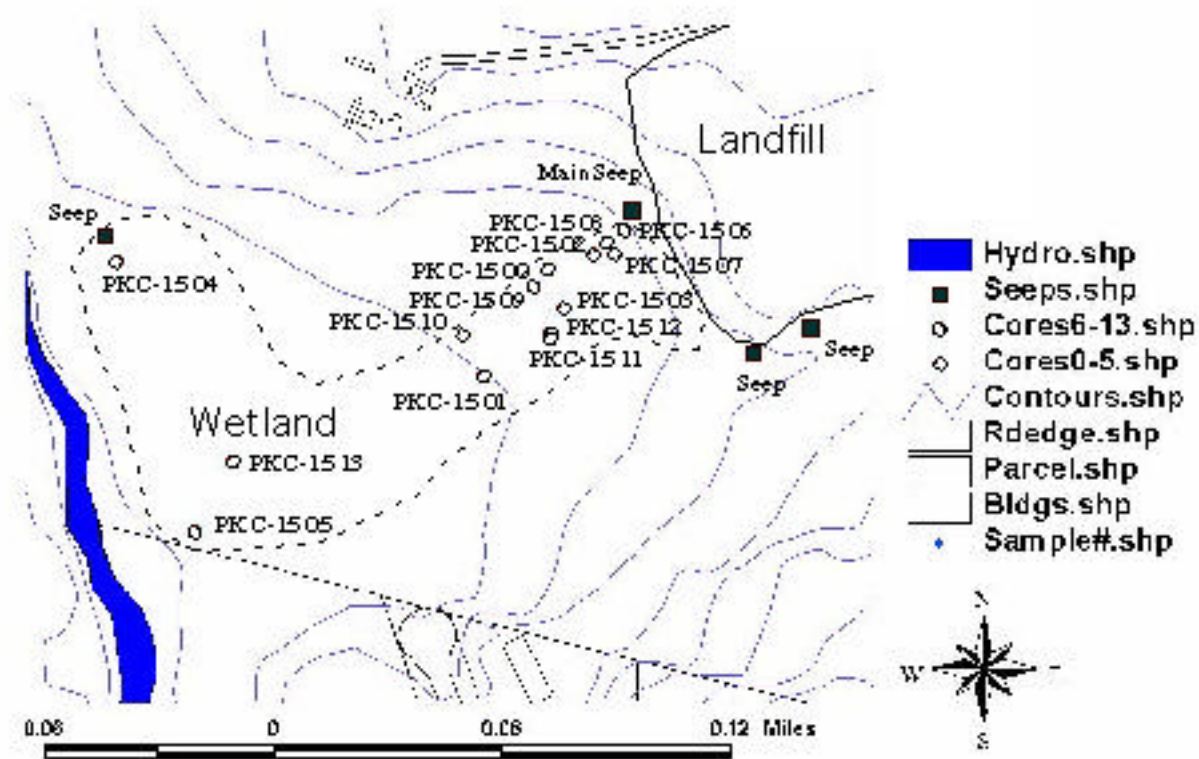 Landfill
Main Seep
Seep
PKC-1503
PKC-1506
PKC-1502
PKC-1507
PKC-1504
PKC-1500
PKC-1509
PKC-1503
PKC-1510
PKC-1512
PKC-1511
Seep
Seep
PKC-1501
Wetland
PKC-1513
PKC-1505
Hydro.shp
Seeps.shp
Cores6-13.shp
Cores0-5.shp
Contours.shp
Rdedge.shp
Parcel.shp
Bldgs.shp
Sample#.shp
N
W
E
S
0.06 0 0.06 0.12 Miles